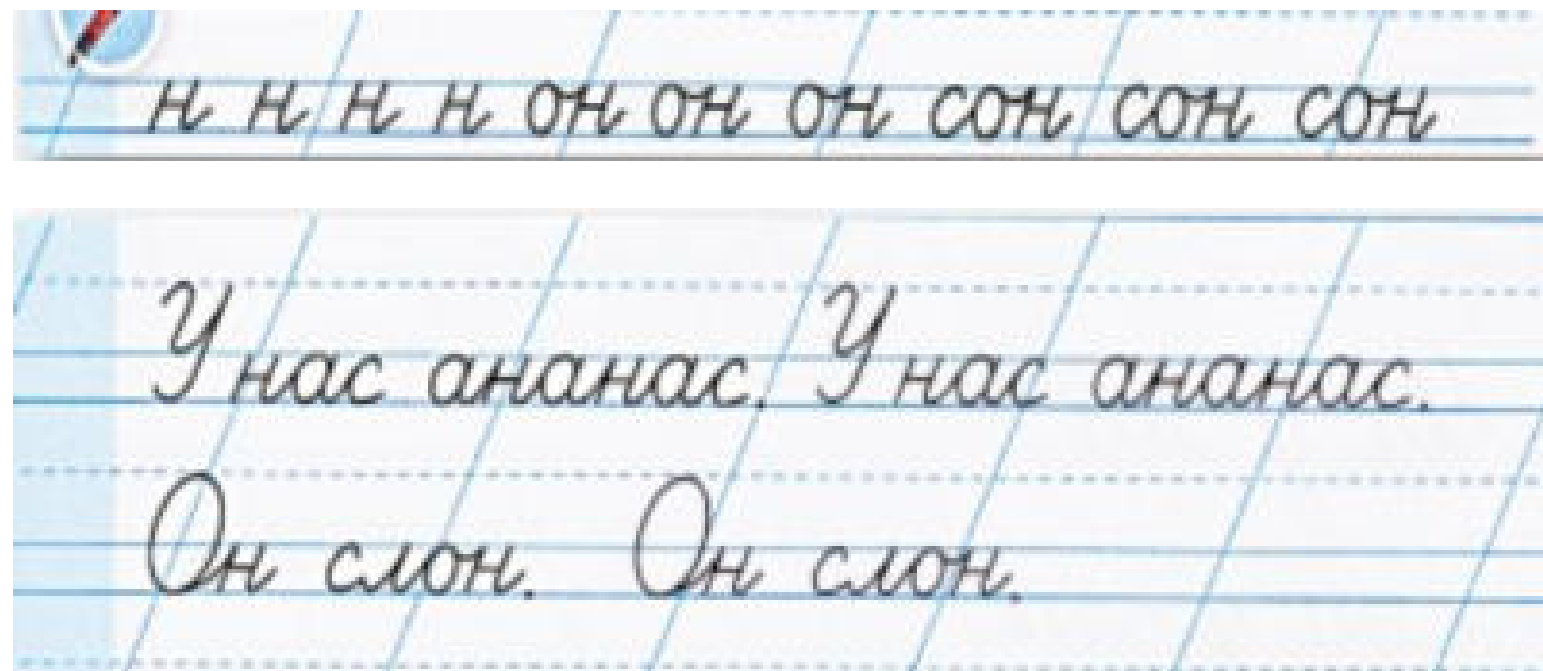 н н н н он он он сон сон сон
У нас ананас. У нас ананас.
Он слон. Он слон.